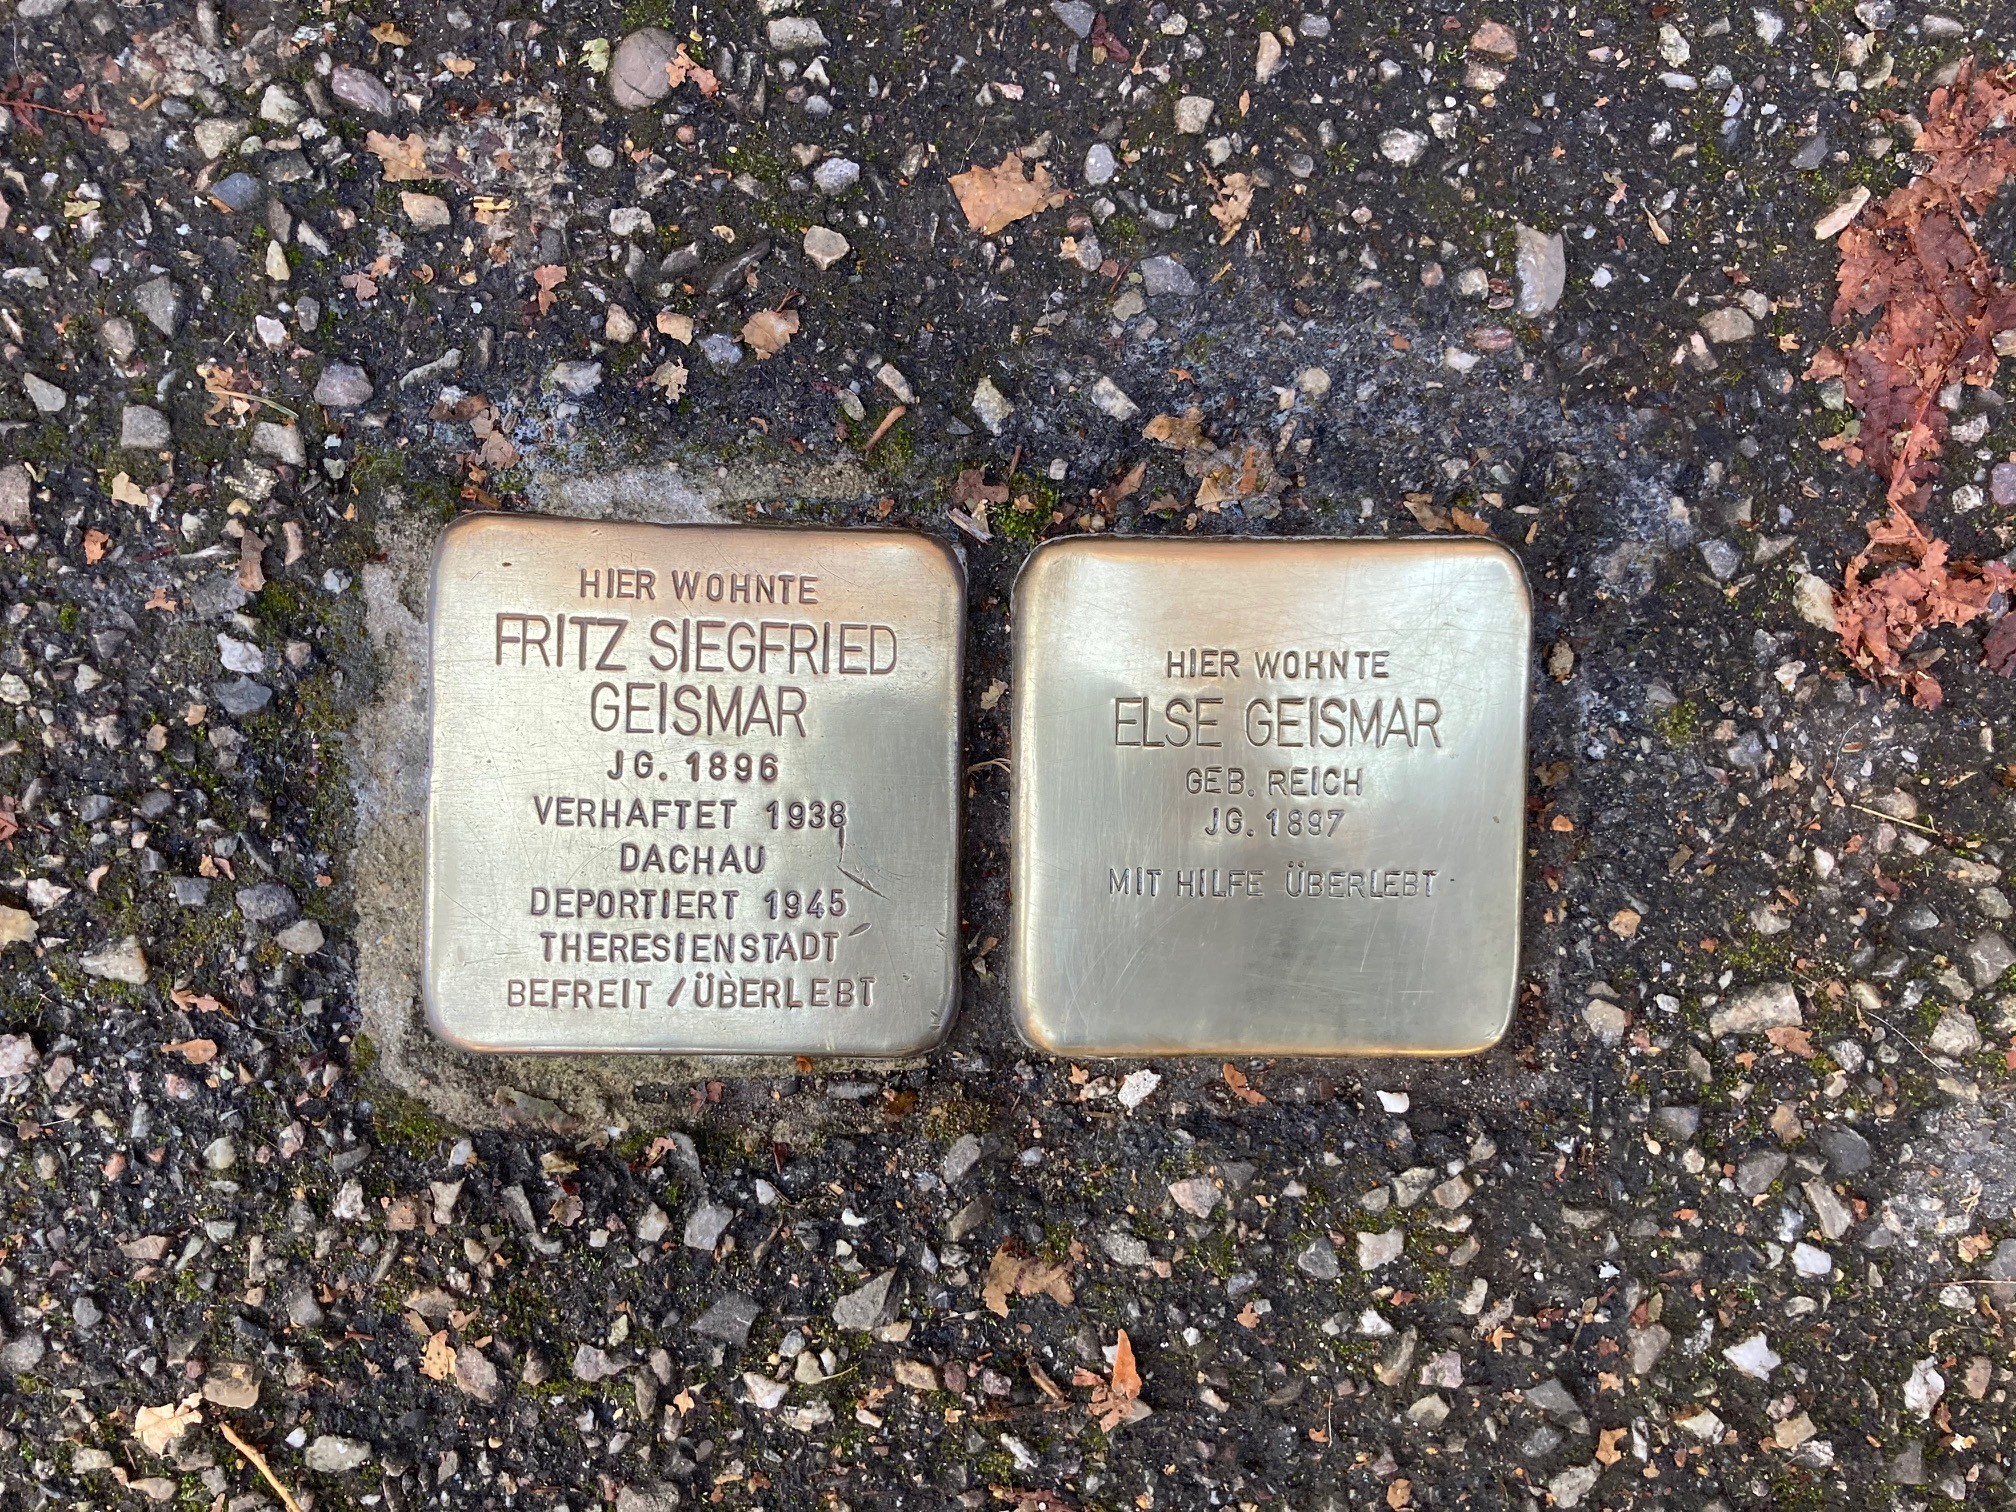 HIER WOHNTE
FRITZ SIEGFRIED
GEISMAR
JG. 1896
VERHAFTET 1938
DACHAU
DEPORTIERT 1945
THERESIENSTADT
BEFREIT / ÜBERLEBT
HIER WOHNTE
ELSE GEISMAR
GEB. REICH
JG. 1897
MIT HILFE ÜBERLEBT